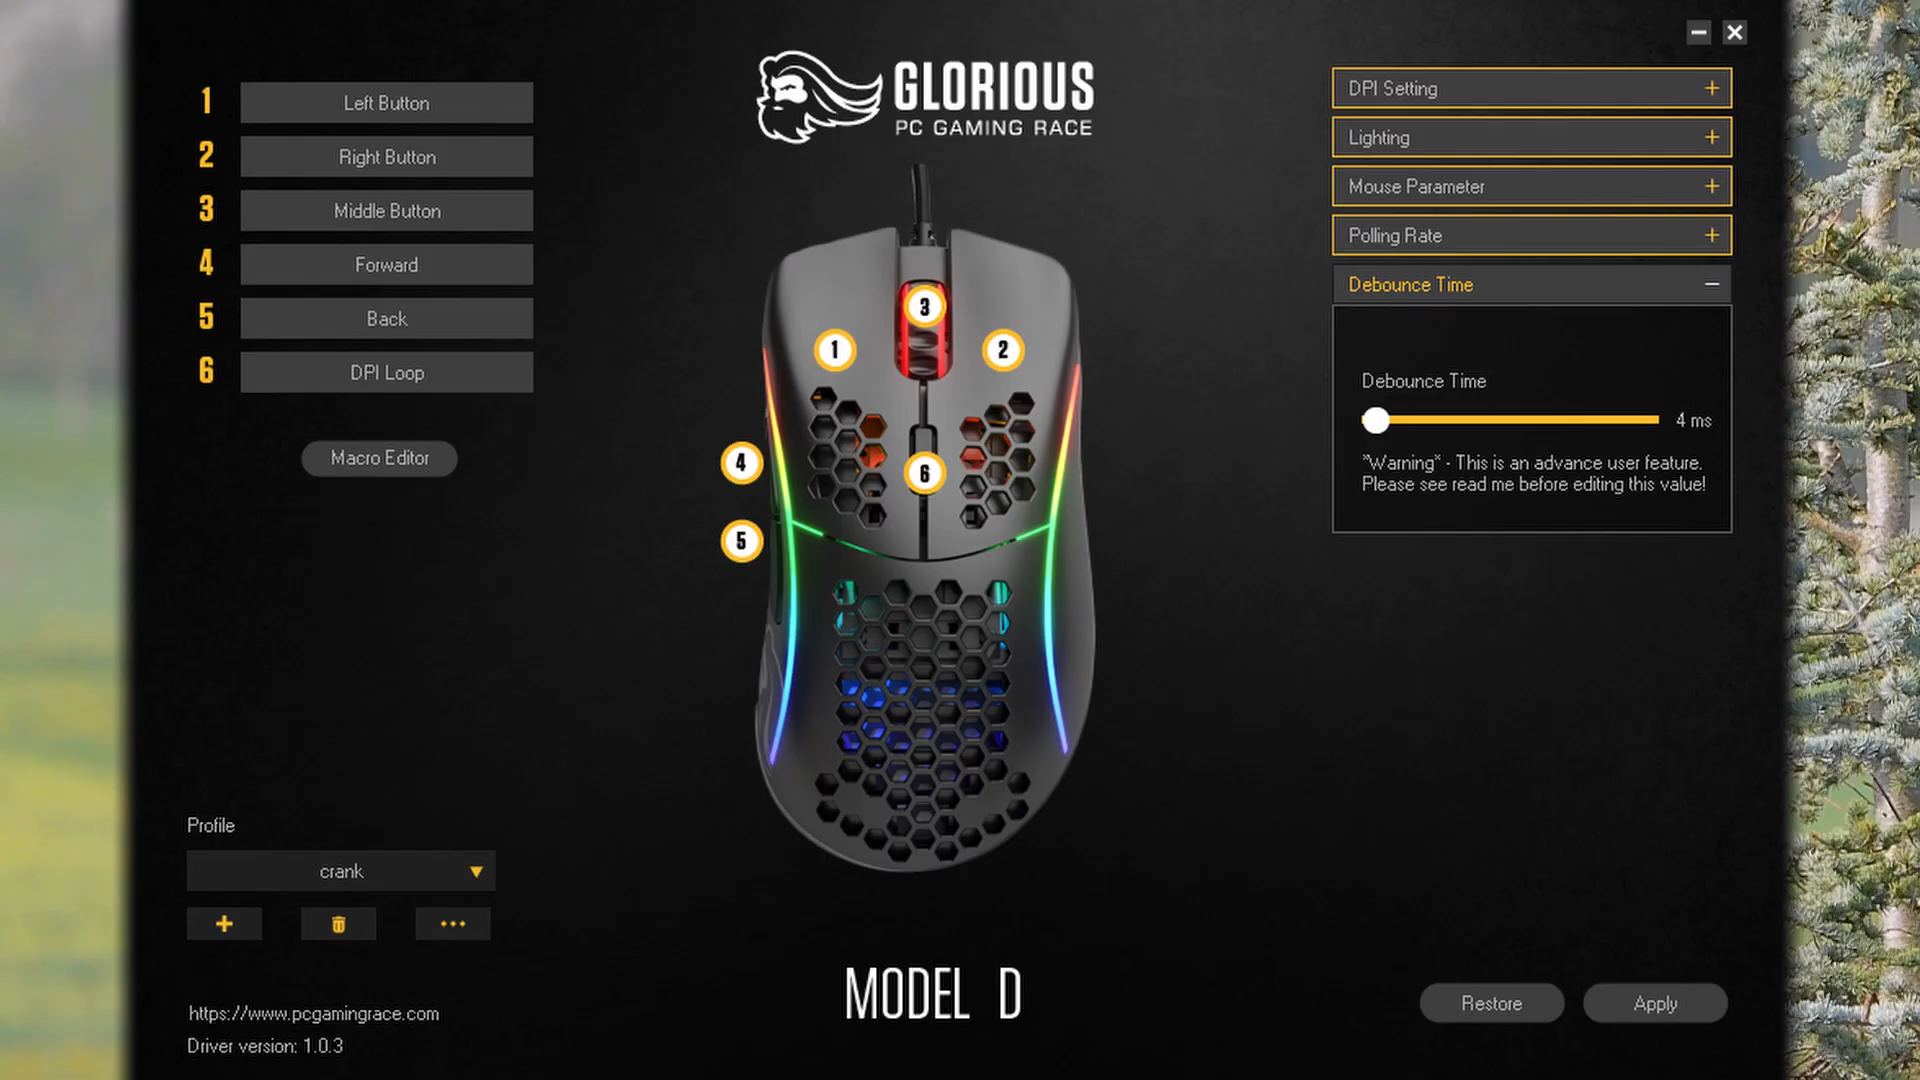 1 Left Button
2 Right Button
3 Middle Button
4 Forward
5 Back
6 DPI Loop
Macro Editor
Profile
crank
https://www.pcgamingrace.com
Driver version: 1.0.3
GLORIOUS
PC GAMING RACE
3
1
2
4
6
5
MODEL D
DPI Setting
Lighting
Mouse Parameter
Polling Rate
Debounce Time
Debounce Time
4 ms
"Warning" - This is an advance user feature.
Please see read me before editing this value!
Restore
Apply